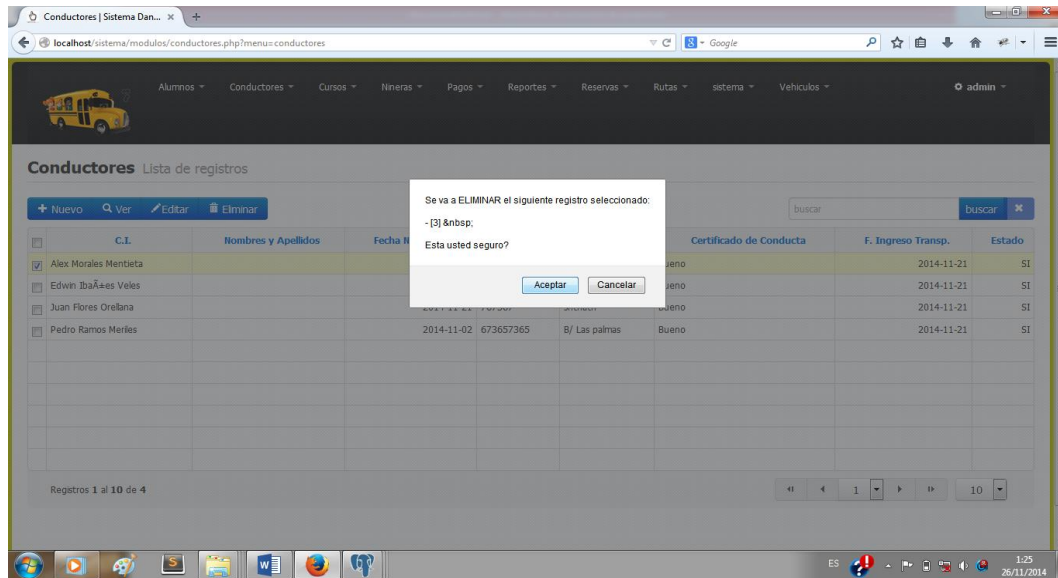 Conductores | Sistema Dan...
localhost/sistema/modulos/conductores.php?menu=conductores
Google
Alumnos Conductores Cursos Nineras Pagos Reportes Reservas Rutas sistema Vehiculos admin
Conductores Lista de registros
Nuevo Ver Editar Eliminar
buscar buscar
Se va a ELIMINAR el siguiente registro seleccionado:
- [3] &nbsp;
Esta usted seguro?
Aceptar Cancelar
C.I. Nombres y Apellidos Fecha N Certificado de Conducta F. Ingreso Transp. Estado
Alex Morales Mentieta 2014-11-21 SI
Edwin IbaÃ±es Veles 2014-11-21 SI
Juan Flores Orellana 2014-11-21 SI
Pedro Ramos Meriles 2014-11-02 673657365 B/ Las palmas Bueno 2014-11-21 SI
Registros 1 al 10 de 4
1
10
ES
1:25
26/11/2014